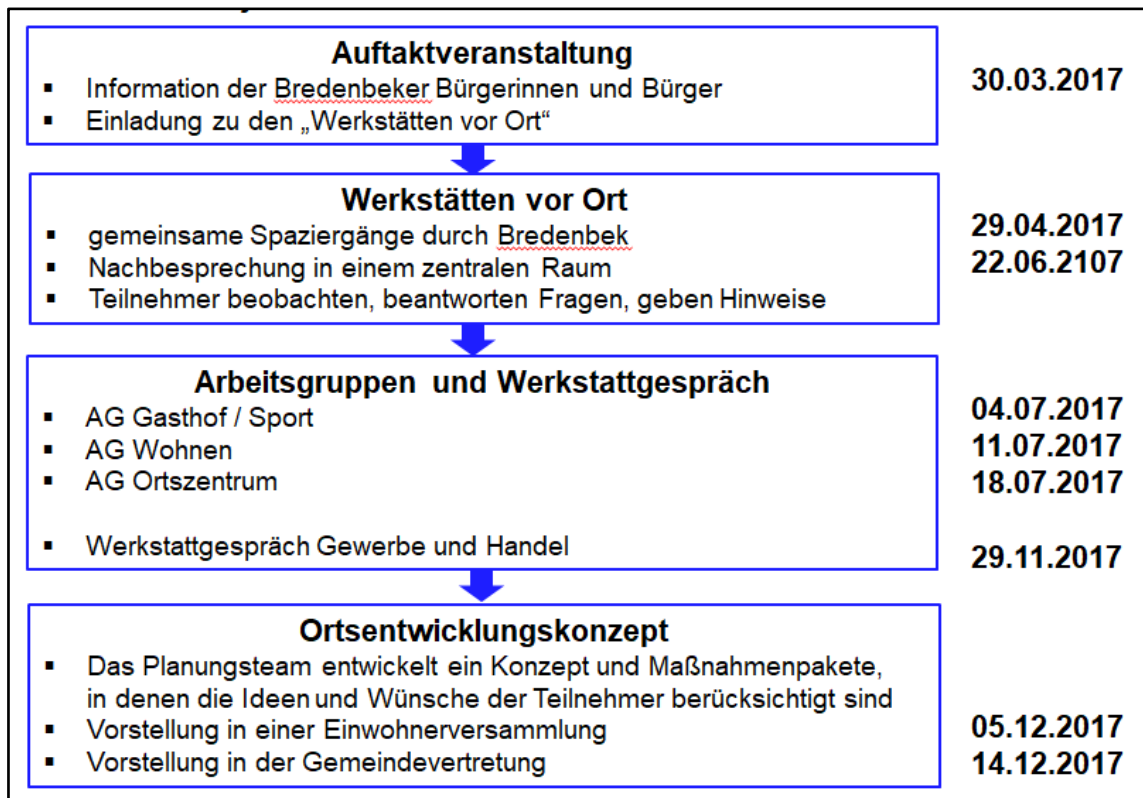 Auftaktveranstaltung
▪ Information der Bredenbeker Bürgerinnen und Bürger
▪ Einladung zu den „Werkstätten vor Ort“
30.03.2017
Werkstätten vor Ort
▪ gemeinsame Spaziergänge durch Bredenbek
▪ Nachbesprechung in einem zentralen Raum
▪ Teilnehmer beobachten, beantworten Fragen, geben Hinweise
29.04.2017
22.06.2107
Arbeitsgruppen und Werkstattgespräch
▪ AG Gasthof / Sport
▪ AG Wohnen
▪ AG Ortszentrum
▪ Werkstattgespräch Gewerbe und Handel
04.07.2017
11.07.2017
18.07.2017
29.11.2017
Ortsentwicklungskonzept
▪ Das Planungsteam entwickelt ein Konzept und Maßnahmenpakete,
in denen die Ideen und Wünsche der Teilnehmer berücksichtigt sind
▪ Vorstellung in einer Einwohnerversammlung
▪ Vorstellung in der Gemeindevertretung
05.12.2017
14.12.2017